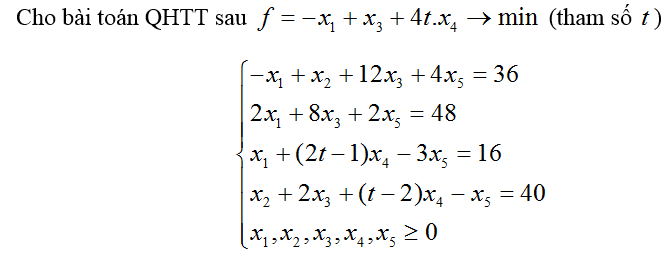 Cho bài toán QHTT sau f = -x₁ + x₃ + 4t.x₄ → min (tham số t)
-x₁ + x₂ + 12x₃ + 4x₅ = 36
2x₁ + 8x₃ + 2x₅ = 48
x₁ + (2t-1)x₄ - 3x₅ = 16
x₂ + 2x₃ + (t-2)x₄ - x₅ = 40
x₁, x₂, x₃, x₄, x₅ ≥ 0